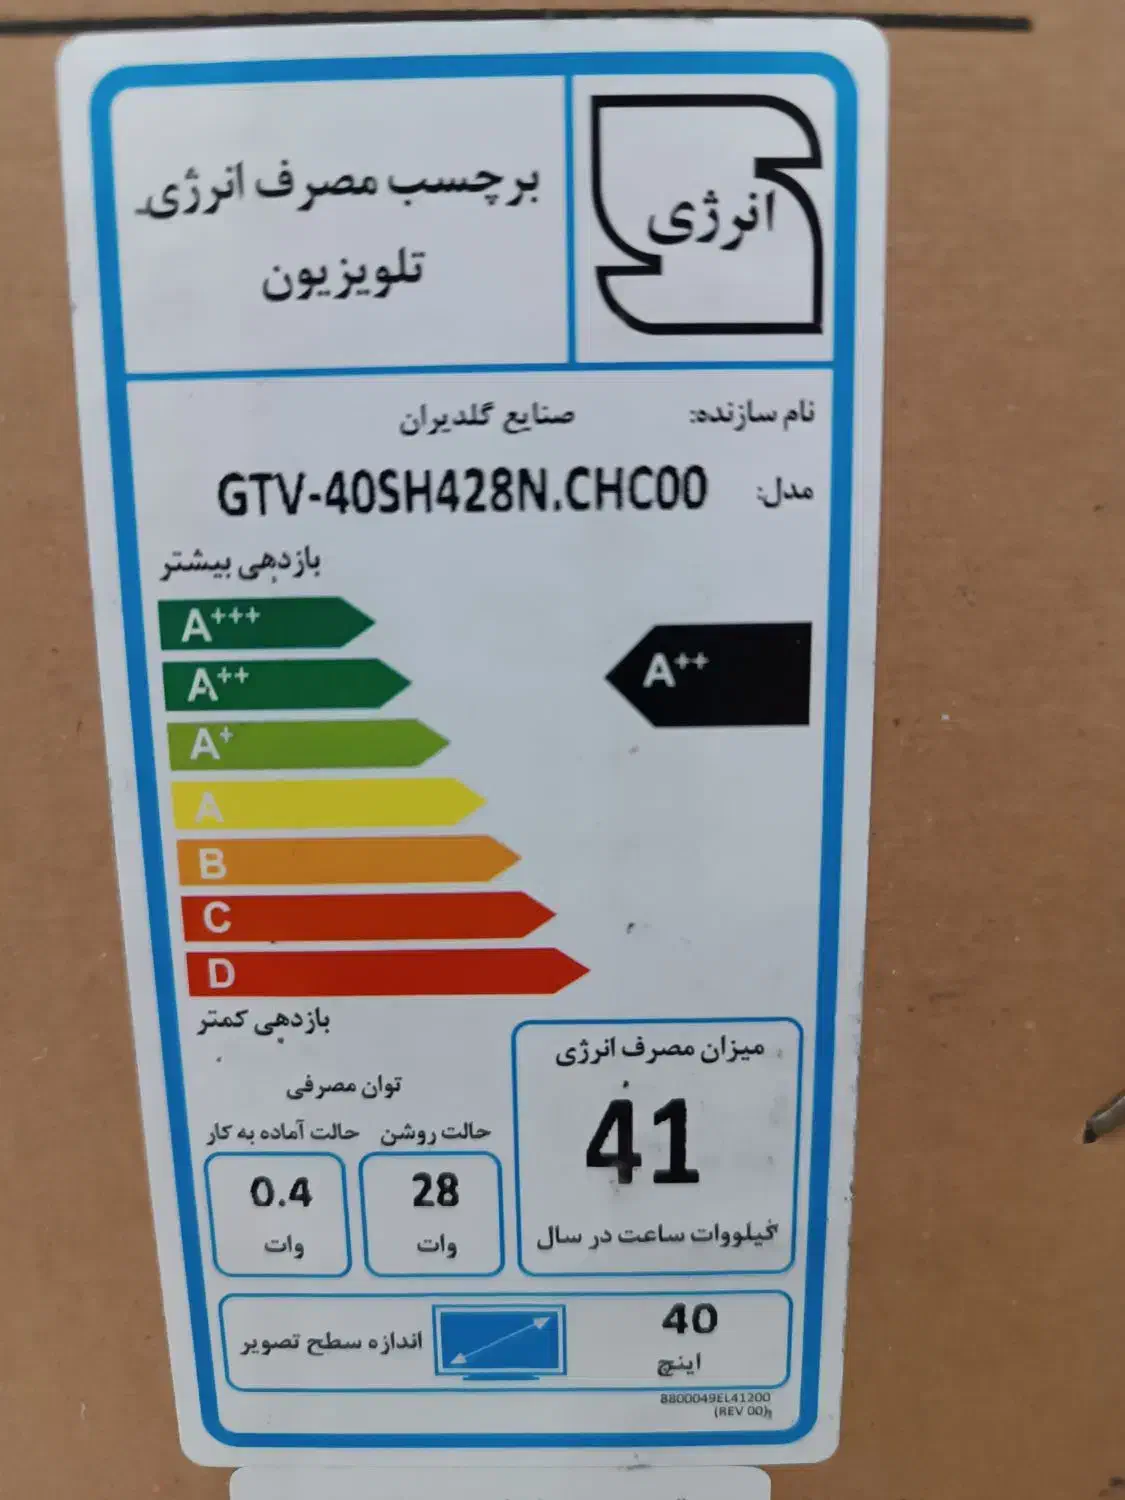 برچسب مصرف انرژی
تلویزیون
انرژی
نام سازنده: صنایع گلدیران
مدل: GTV-40SH428N.CHC00
بازدهی بیشتر
A+++
A++
A++
A+
A
B
C
D
بازدهی کمتر
میزان مصرف انرژی
41
کیلووات ساعت در سال
توان مصرفی
حالت روشن
28
وات
حالت آماده به کار
0.4
وات
اندازه سطح تصویر
40
اینچ
8800049EL41200
(REV 00)